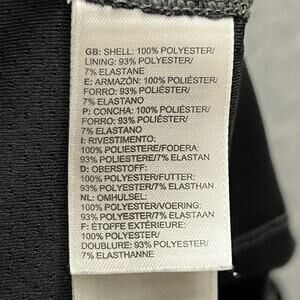 GB: SHELL: 100% POLYESTER/
LINING: 93% POLYESTER/
7% ELASTANE
E: ARMAZÓN: 100% POLIÉSTER/
FORRO: 93% POLIÉSTER/
7% ELASTANO
P: CONCHA: 100% POLIÉSTER/
FORRO: 93% POLIÉSTER/
7% ELASTANO
I: RIVESTIMENTO:
100% POLIESTERE/FODERA:
93% POLIESTERE/7% ELASTAN
D: OBERSTOFF:
100% POLYESTER/FUTTER:
93% POLYESTER/7% ELASTHAN
NL: OMHULSEL:
100% POLYESTER/VOERING:
93% POLYESTER/7% ELASTAAN
F: ÉTOFFE EXTÉRIEURE:
100% POLYESTER/
DOUBLURE: 93% POLYESTER/
7% ELASTHANNE